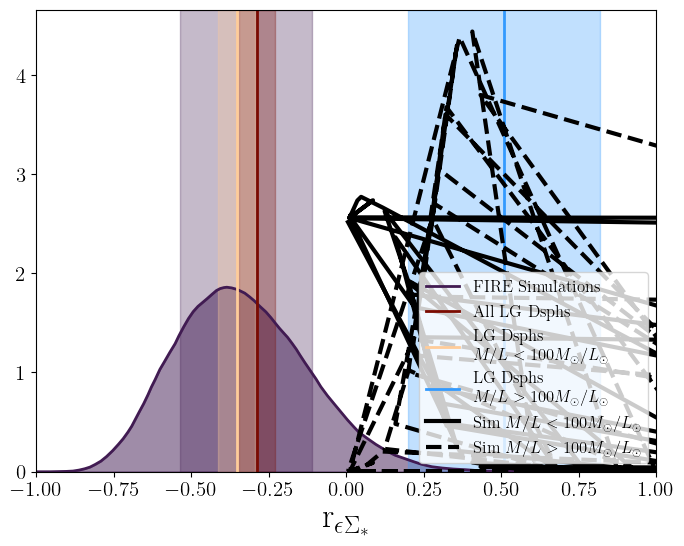 4
3
2
1
0
FIRE Simulations
All LG Dsphs
LG Dsphs
M/L < 100M☉/L☉
LG Dsphs
M/L > 100M☉/L☉
Sim M/L < 100M☉/L☉
Sim M/L > 100M☉/L☉
−1.00 −0.75 −0.50 −0.25 0.00 0.25 0.50 0.75 1.00
r_{ϵΣ_*}